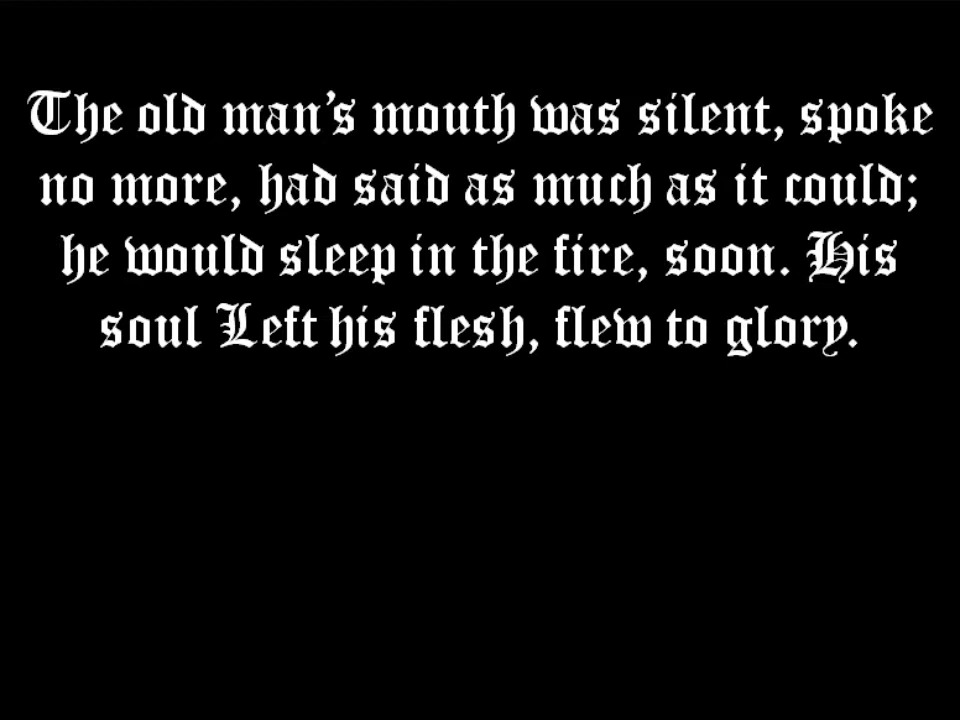 The old man's mouth was silent, spoke
no more, had said as much as it could;
he would sleep in the fire, soon. His
soul Left his flesh, flew to glory.